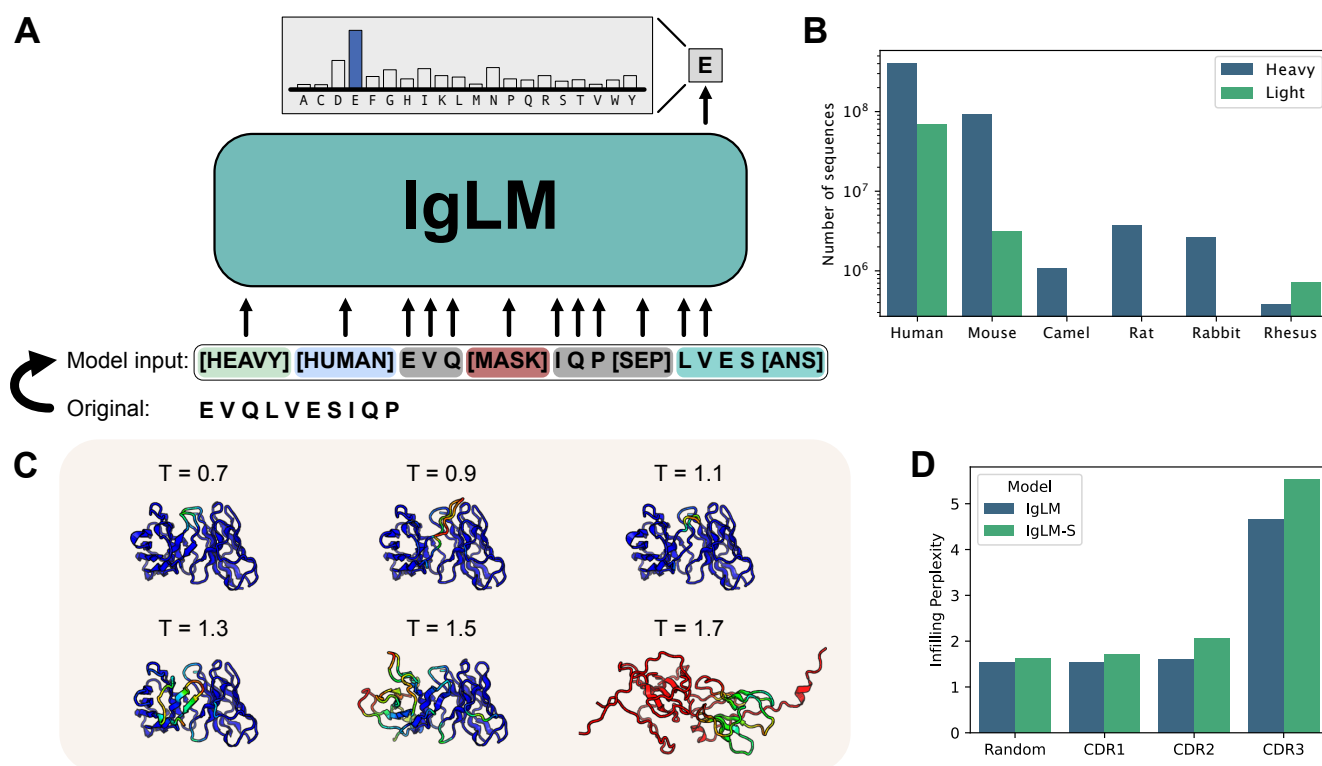 A
E
A C D E F G H I K L M N P Q R S T V W Y
IgLM
Model input: [HEAVY] [HUMAN] E V Q [MASK] I Q P [SEP] L V E S [ANS]
Original: E V Q L V E S I Q P
B
Heavy
Light
Number of sequences
10^8
10^7
10^6
Human Mouse Camel Rat Rabbit Rhesus
C
T = 0.7 T = 0.9 T = 1.1
T = 1.3 T = 1.5 T = 1.7
D
Model
IgLM
IgLM-S
Infilling Perplexity
5
4
3
2
1
0
Random CDR1 CDR2 CDR3